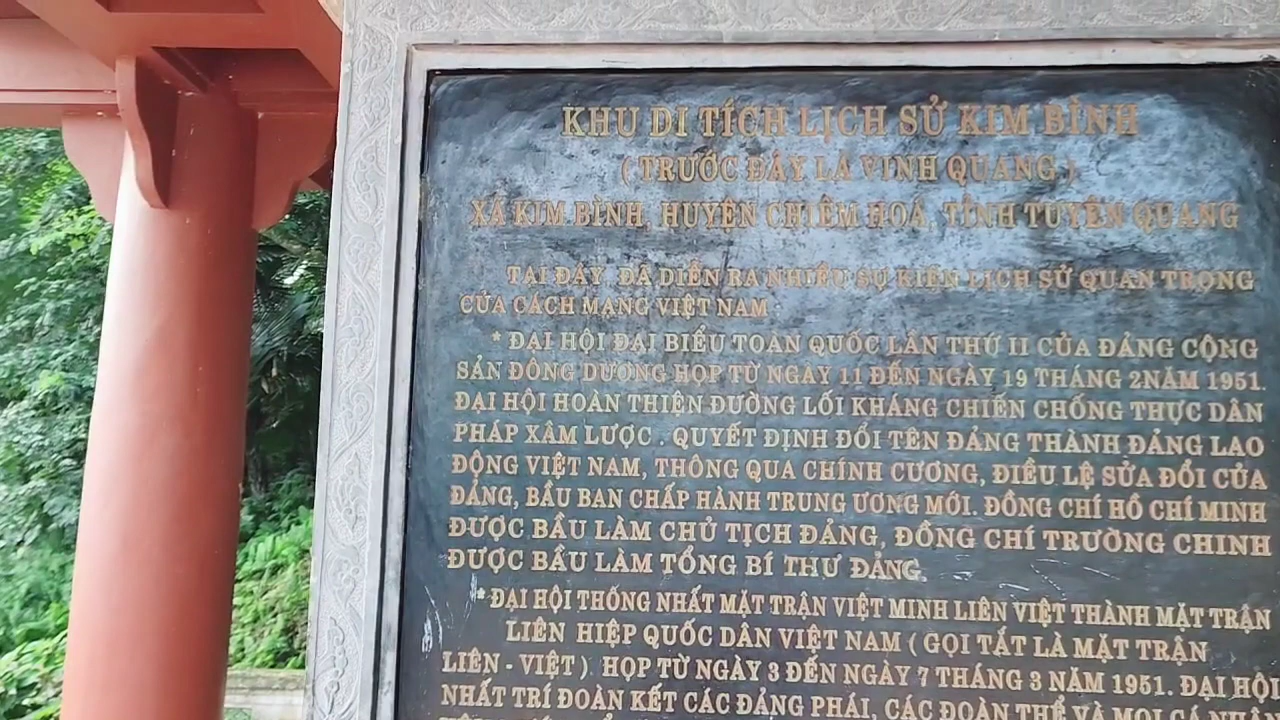 KHU DI TÍCH LỊCH SỬ KIM BÌNH
( TRƯỚC ĐÂY LÀ VINH QUANG )
XÃ KIM BÌNH, HUYỆN CHIÊM HOÁ, TỈNH TUYÊN QUANG
TẠI ĐÂY ĐÃ DIỄN RA NHIỀU SỰ KIỆN LỊCH SỬ QUAN TRỌNG
CỦA CÁCH MẠNG VIỆT NAM
* ĐẠI HỘI ĐẠI BIỂU TOÀN QUỐC LẦN THỨ II CỦA ĐẢNG CỘNG
SẢN ĐÔNG DƯƠNG HỌP TỪ NGÀY 11 ĐẾN NGÀY 19 THÁNG 2NĂM 1951.
ĐẠI HỘI HOÀN THIỆN ĐƯỜNG LỐI KHÁNG CHIẾN CHỐNG THỰC DÂN
PHÁP XÂM LƯỢC . QUYẾT ĐỊNH ĐỔI TÊN ĐẢNG THÀNH ĐẢNG LAO
ĐỘNG VIỆT NAM, THÔNG QUA CHÍNH CƯƠNG, ĐIỀU LỆ SỬA ĐỔI CỦA
ĐẢNG, BẦU BAN CHẤP HÀNH TRUNG ƯƠNG MỚI. ĐỒNG CHÍ HỒ CHÍ MINH
ĐƯỢC BẦU LÀM CHỦ TỊCH ĐẢNG, ĐỒNG CHÍ TRƯỜNG CHINH
ĐƯỢC BẦU LÀM TỔNG BÍ THƯ ĐẢNG.
* ĐẠI HỘI THỐNG NHẤT MẶT TRẬN VIỆT MINH LIÊN VIỆT THÀNH MẶT TRẬN
LIÊN HIỆP QUỐC DÂN VIỆT NAM ( GỌI TẮT LÀ MẶT TRẬN
LIÊN - VIỆT ) HỌP TỪ NGÀY 3 ĐẾN NGÀY 7 THÁNG 3 NĂM 1951. ĐẠI HỘI
NHẤT TRÍ ĐOÀN KẾT CÁC ĐẢNG PHÁI, CÁC ĐOÀN THỂ VÀ MỌI CÁ NHÂN